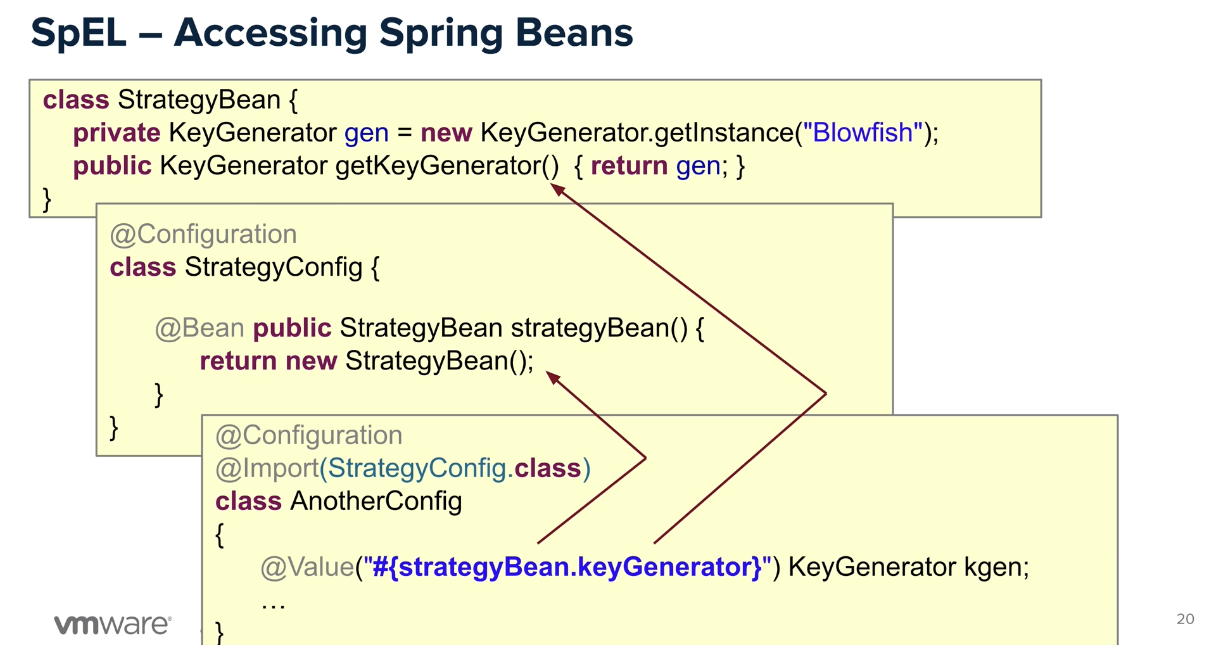 SpEL – Accessing Spring Beans
class StrategyBean {
private KeyGenerator gen = new KeyGenerator.getInstance("Blowfish");
public KeyGenerator getKeyGenerator() { return gen; }
}
@Configuration
class StrategyConfig {
@Bean public StrategyBean strategyBean() {
return new StrategyBean();
}
}
@Configuration
@Import(StrategyConfig.class)
class AnotherConfig
{
@Value("#{strategyBean.keyGenerator}") KeyGenerator kgen;
…
}
vmware®
20